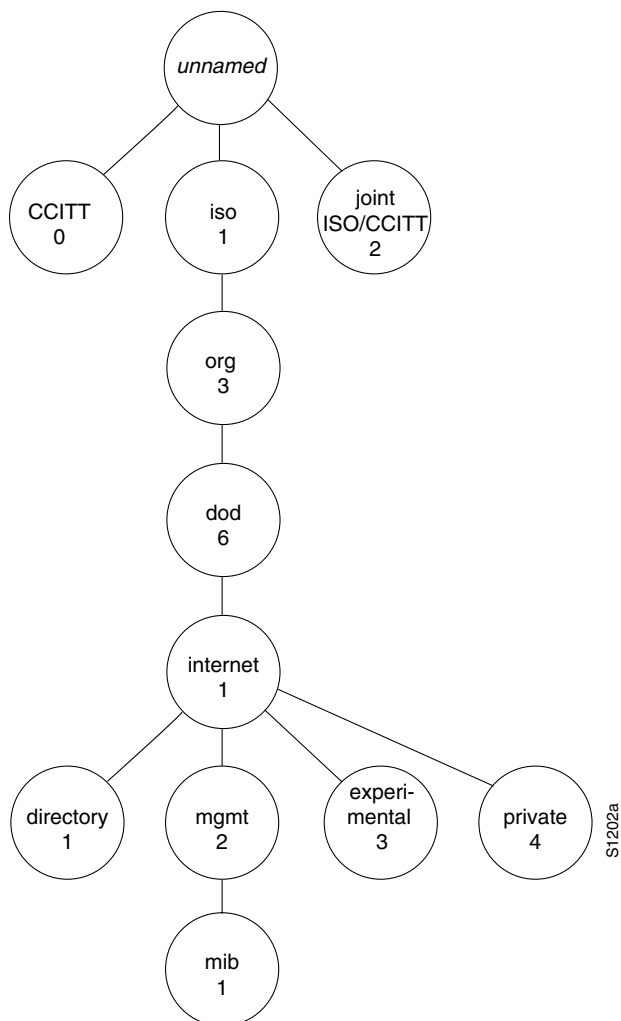 unnamed
CCITT
0
iso
1
joint
ISO/CCITT
2
org
3
dod
6
internet
1
directory
1
mgmt
2
experi-
mental
3
private
4
S1202a
mib
1